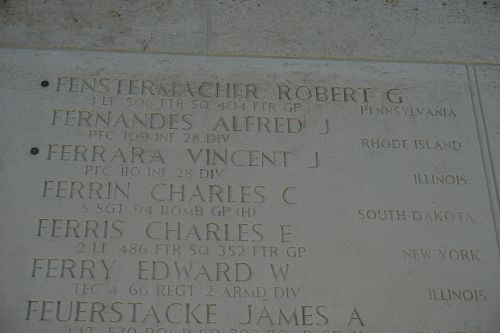 FENSTERMACHER ROBERT G
1 LT 506 FTR SQ 404 FTR GP PENNSYLVANIA
FERNANDES ALFRED J
PFC 109 INF 28 DIV RHODE ISLAND
FERRARA VINCENT J
PFC 110 INF 28 DIV ILLINOIS
FERRIN CHARLES C
S SGT 94 BOMB GP (H) SOUTH DAKOTA
FERRIS CHARLES E
2 LT 486 FTR SQ 352 FTR GP NEW YORK
FERRY EDWARD W
TEC 4 66 REGT 2 ARMD DIV ILLINOIS
FEUERSTACKE JAMES A